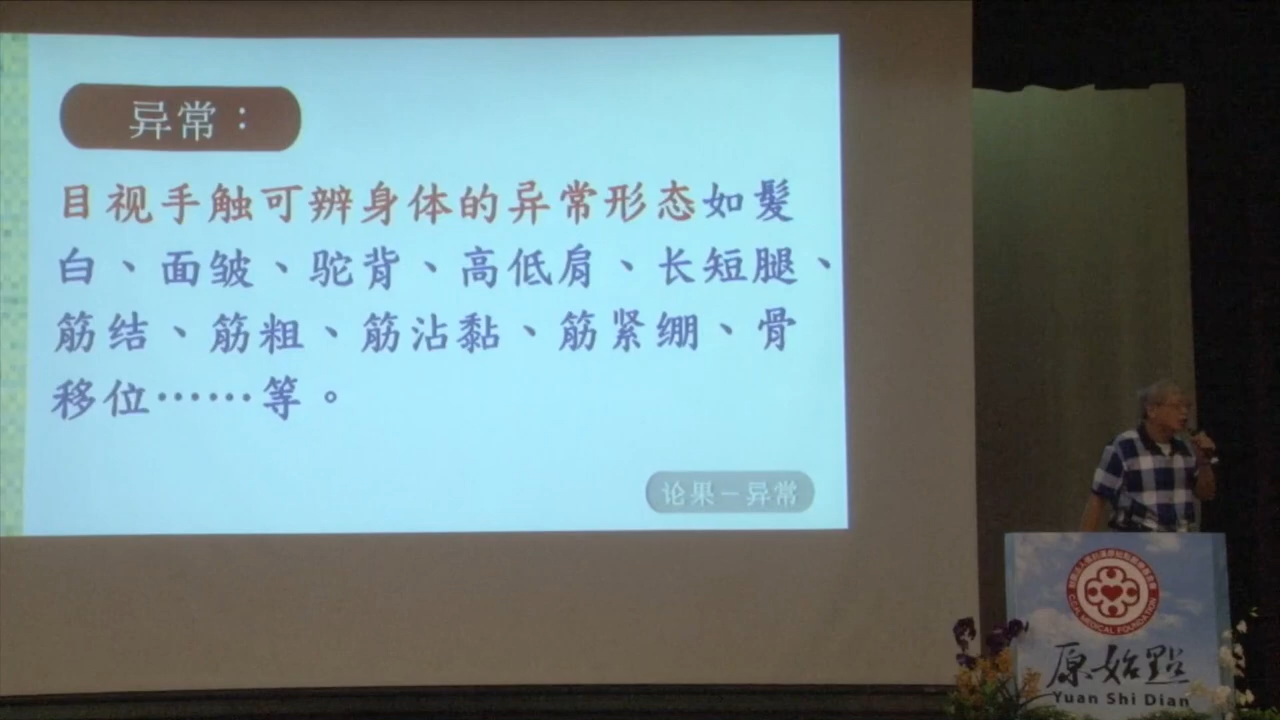 异常：
目视手触可辨身体的异常形态如髮
白、面皱、驼背、高低肩、长短腿、
筋结、筋粗、筋沾黏、筋紧绷、骨
移位……等。
论果－异常
MEDICAL FOUNDATION
原始點
Yuan Shi Dian